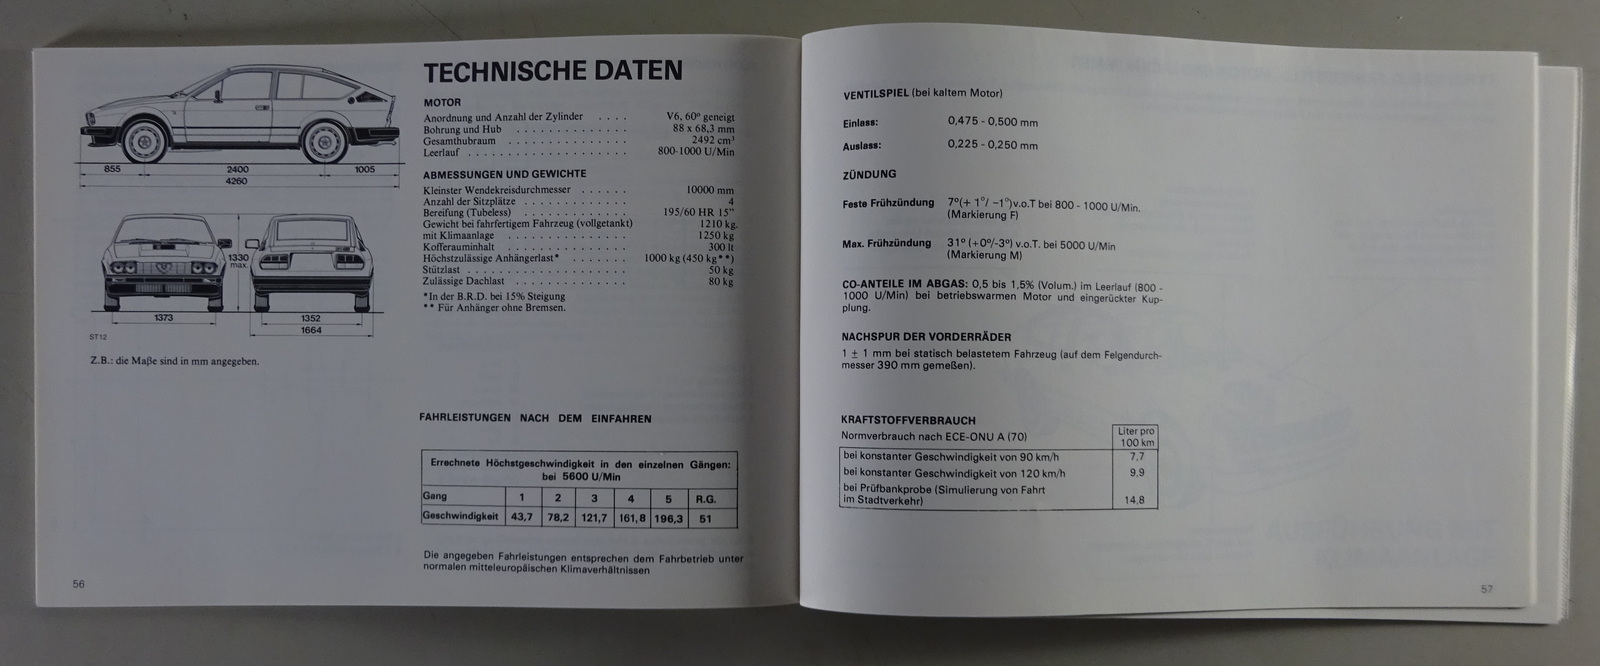 855 2400 1005
4260
1330
max.
1373 1352
1664
ST12
Z.B.: die Maße sind in mm angegeben.
56
TECHNISCHE DATEN
MOTOR
Anordnung und Anzahl der Zylinder . . . . V6, 60° geneigt
Bohrung und Hub . . . . . . . . . . . . . . 88 x 68,3 mm
Gesamthubraum . . . . . . . . . . . . . . 2492 cm³
Leerlauf . . . . . . . . . . . . . . . . . . . . 800-1000 U/Min
ABMESSUNGEN UND GEWICHTE
Kleinster Wendekreisdurchmesser . . . . . . 10000 mm
Anzahl der Sitzplätze . . . . . . . . . . . . . 4
Bereifung (Tubeless) . . . . . . . . . . . . . 195/60 HR 15"
Gewicht bei fahrfertigem Fahrzeug (vollgetankt) 1210 kg.
mit Klimaanlage . . . . . . . . . . . . . . . 1250 kg
Kofferauminhalt . . . . . . . . . . . . . . . 300 lt
Höchstzulässige Anhängerlast* . . . . . . . 1000 kg (450 kg**)
Stützlast . . . . . . . . . . . . . . . . . . . . . 50 kg
Zulässige Dachlast . . . . . . . . . . . . . . . 80 kg
*In der B.R.D. bei 15% Steigung
** Für Anhänger ohne Bremsen.
FAHRLEISTUNGEN NACH DEM EINFAHREN
Errechnete Höchstgeschwindigkeit in den einzelnen Gängen:
bei 5600 U/Min
Gang 1 2 3 4 5 R.G.
Geschwindigkeit 43,7 78,2 121,7 161,8 196,3 51
Die angegeben Fahrleistungen entsprechen dem Fahrbetrieb unter
normalen mitteleuropäischen Klimaverhältnissen
VENTILSPIEL (bei kaltem Motor)
Einlass: 0,475 - 0,500 mm
Auslass: 0,225 - 0,250 mm
ZÜNDUNG
Feste Frühzündung 7°(+ 1°/ −1°)v.o.T bei 800 - 1000 U/Min.
(Markierung F)
Max. Frühzündung 31° (+0°/-3°) v.o.T. bei 5000 U/Min
(Markierung M)
CO-ANTEILE IM ABGAS: 0,5 bis 1,5% (Volum.) im Leerlauf (800 -
1000 U/Min) bei betriebswarmen Motor und eingerückter Kup-
plung.
NACHSPUR DER VORDERRÄDER
1 ± 1 mm bei statisch belastetem Fahrzeug (auf dem Felgendurch-
messer 390 mm gemeßen).
KRAFTSTOFFVERBRAUCH
Normverbrauch nach ECE-ONU A (70)
Liter pro
100 km
bei konstanter Geschwindigkeit von 90 km/h 7,7
bei konstanter Geschwindigkeit von 120 km/h 9,9
bei Prüfbankprobe (Simulierung von Fahrt
im Stadtverkehr) 14,8
57